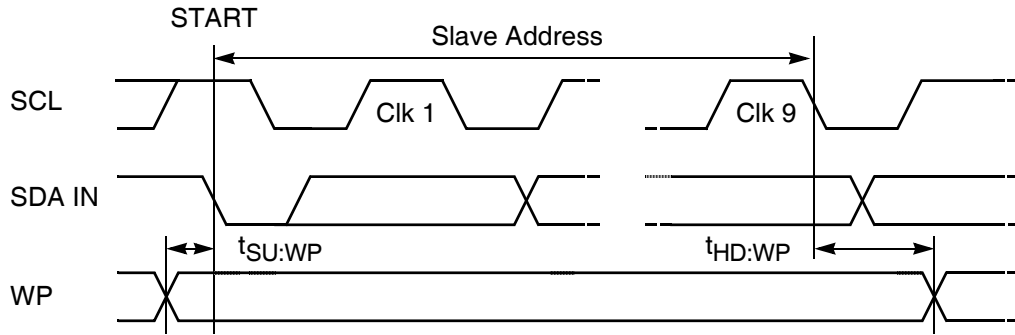 START
Slave Address
SCL
Clk 1
Clk 9
SDA IN
tSU:WP
tHD:WP
WP